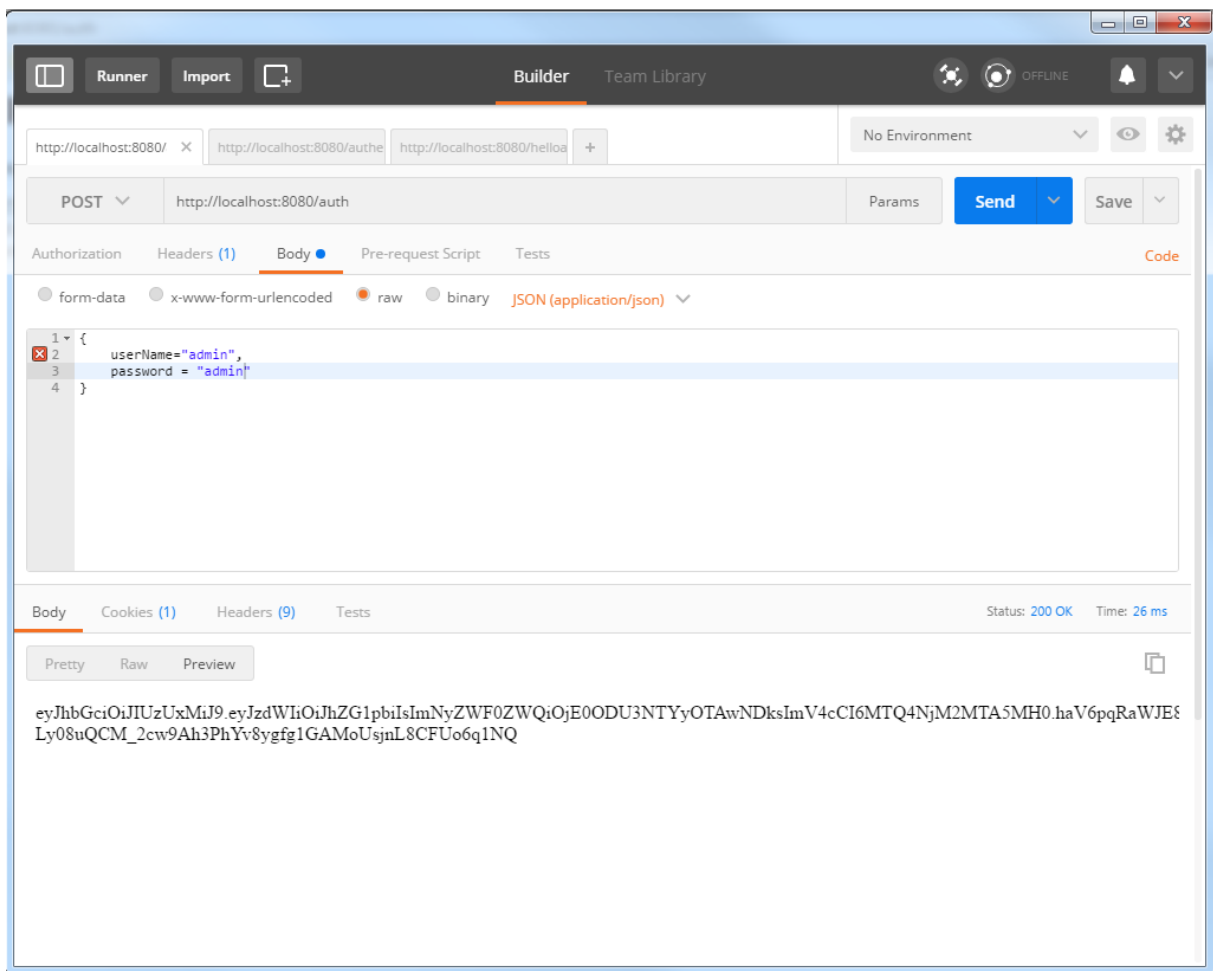 Runner Import Builder Team Library OFFLINE
http://localhost:8080/ http://localhost:8080/authe http://localhost:8080/helloa + No Environment
POST http://localhost:8080/auth Params Send Save
Authorization Headers (1) Body Pre-request Script Tests Code
form-data x-www-form-urlencoded raw binary JSON (application/json)
1 {
2 userName="admin",
3 password = "admin"
4 }
Body Cookies (1) Headers (9) Tests Status: 200 OK Time: 26 ms
Pretty Raw Preview
eyJhbGciOiJIUzUxMiJ9.eyJzdWIiOiJhZG1pbiIsImNyZWF0ZWQiOjE0ODU3NTYyOTAwNDksImV4cCI6MTQ4NjM2MTA5MH0.haV6pqRaWJE8
Ly08uQCM_2cw9Ah3PhYv8ygfg1GAMoUsjnL8CFUo6q1NQ